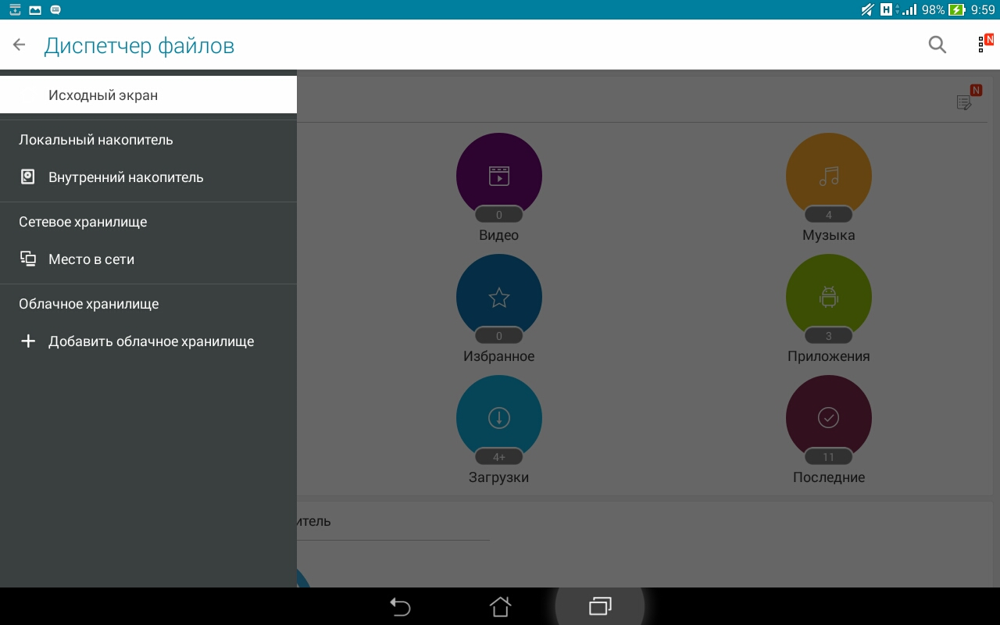 H 98% 9:59
Диспетчер файлов
N
Исходный экран
N
Локальный накопитель
Внутренний накопитель
Сетевое хранилище
Место в сети
Облачное хранилище
Добавить облачное хранилище
0
Видео
4
Музыка
0
Избранное
3
Приложения
4+
Загрузки
11
Последние
итель